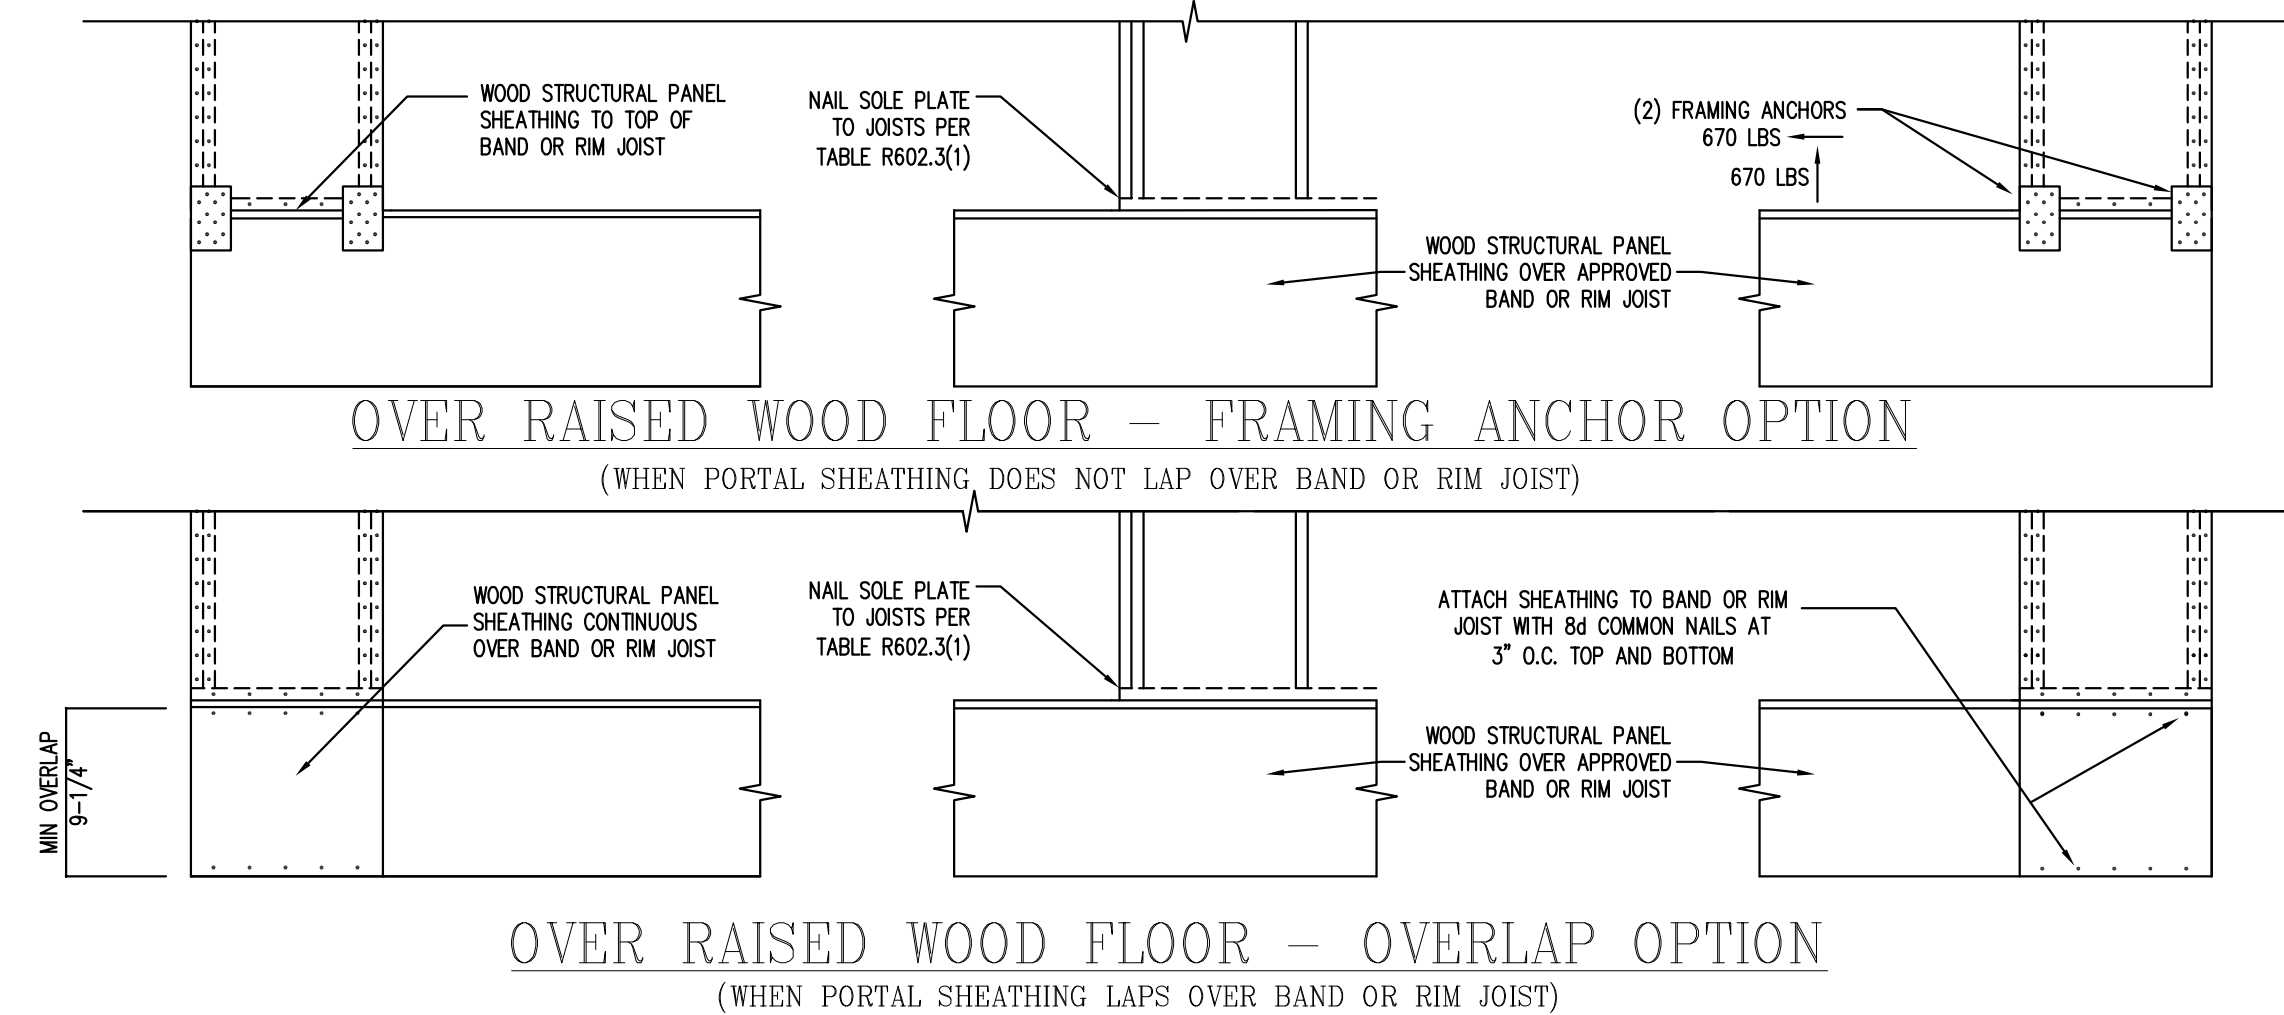 WOOD STRUCTURAL PANEL
SHEATHING TO TOP OF
BAND OR RIM JOIST
NAIL SOLE PLATE
TO JOISTS PER
TABLE R602.3(1)
(2) FRAMING ANCHORS
670 LBS
670 LBS
WOOD STRUCTURAL PANEL
SHEATHING OVER APPROVED
BAND OR RIM JOIST
OVER RAISED WOOD FLOOR – FRAMING ANCHOR OPTION
(WHEN PORTAL SHEATHING DOES NOT LAP OVER BAND OR RIM JOIST)
WOOD STRUCTURAL PANEL
SHEATHING CONTINUOUS
OVER BAND OR RIM JOIST
NAIL SOLE PLATE
TO JOISTS PER
TABLE R602.3(1)
ATTACH SHEATHING TO BAND OR RIM
JOIST WITH 8d COMMON NAILS AT
3" O.C. TOP AND BOTTOM
MIN OVERLAP
9-1/4"
WOOD STRUCTURAL PANEL
SHEATHING OVER APPROVED
BAND OR RIM JOIST
OVER RAISED WOOD FLOOR – OVERLAP OPTION
(WHEN PORTAL SHEATHING LAPS OVER BAND OR RIM JOIST)